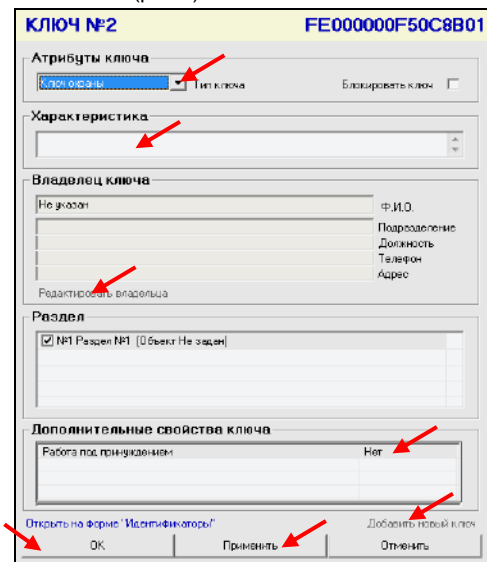 КЛЮЧ №2 FE000000F50C8B01
Атрибуты ключа
Ключ охраны Тип ключа Блокировать ключ
Характеристика
Владелец ключа
Не указан Ф.И.О.
Подразделение
Должность
Телефон
Адрес
Редактировать владельца
Раздел
№1 Раздел №1 (Объект Не задан)
Дополнительные свойства ключа
Работа под принуждением Нет
Открыть на форме "Идентификаторы" Добавить новый ключ
OK Применить Отменить